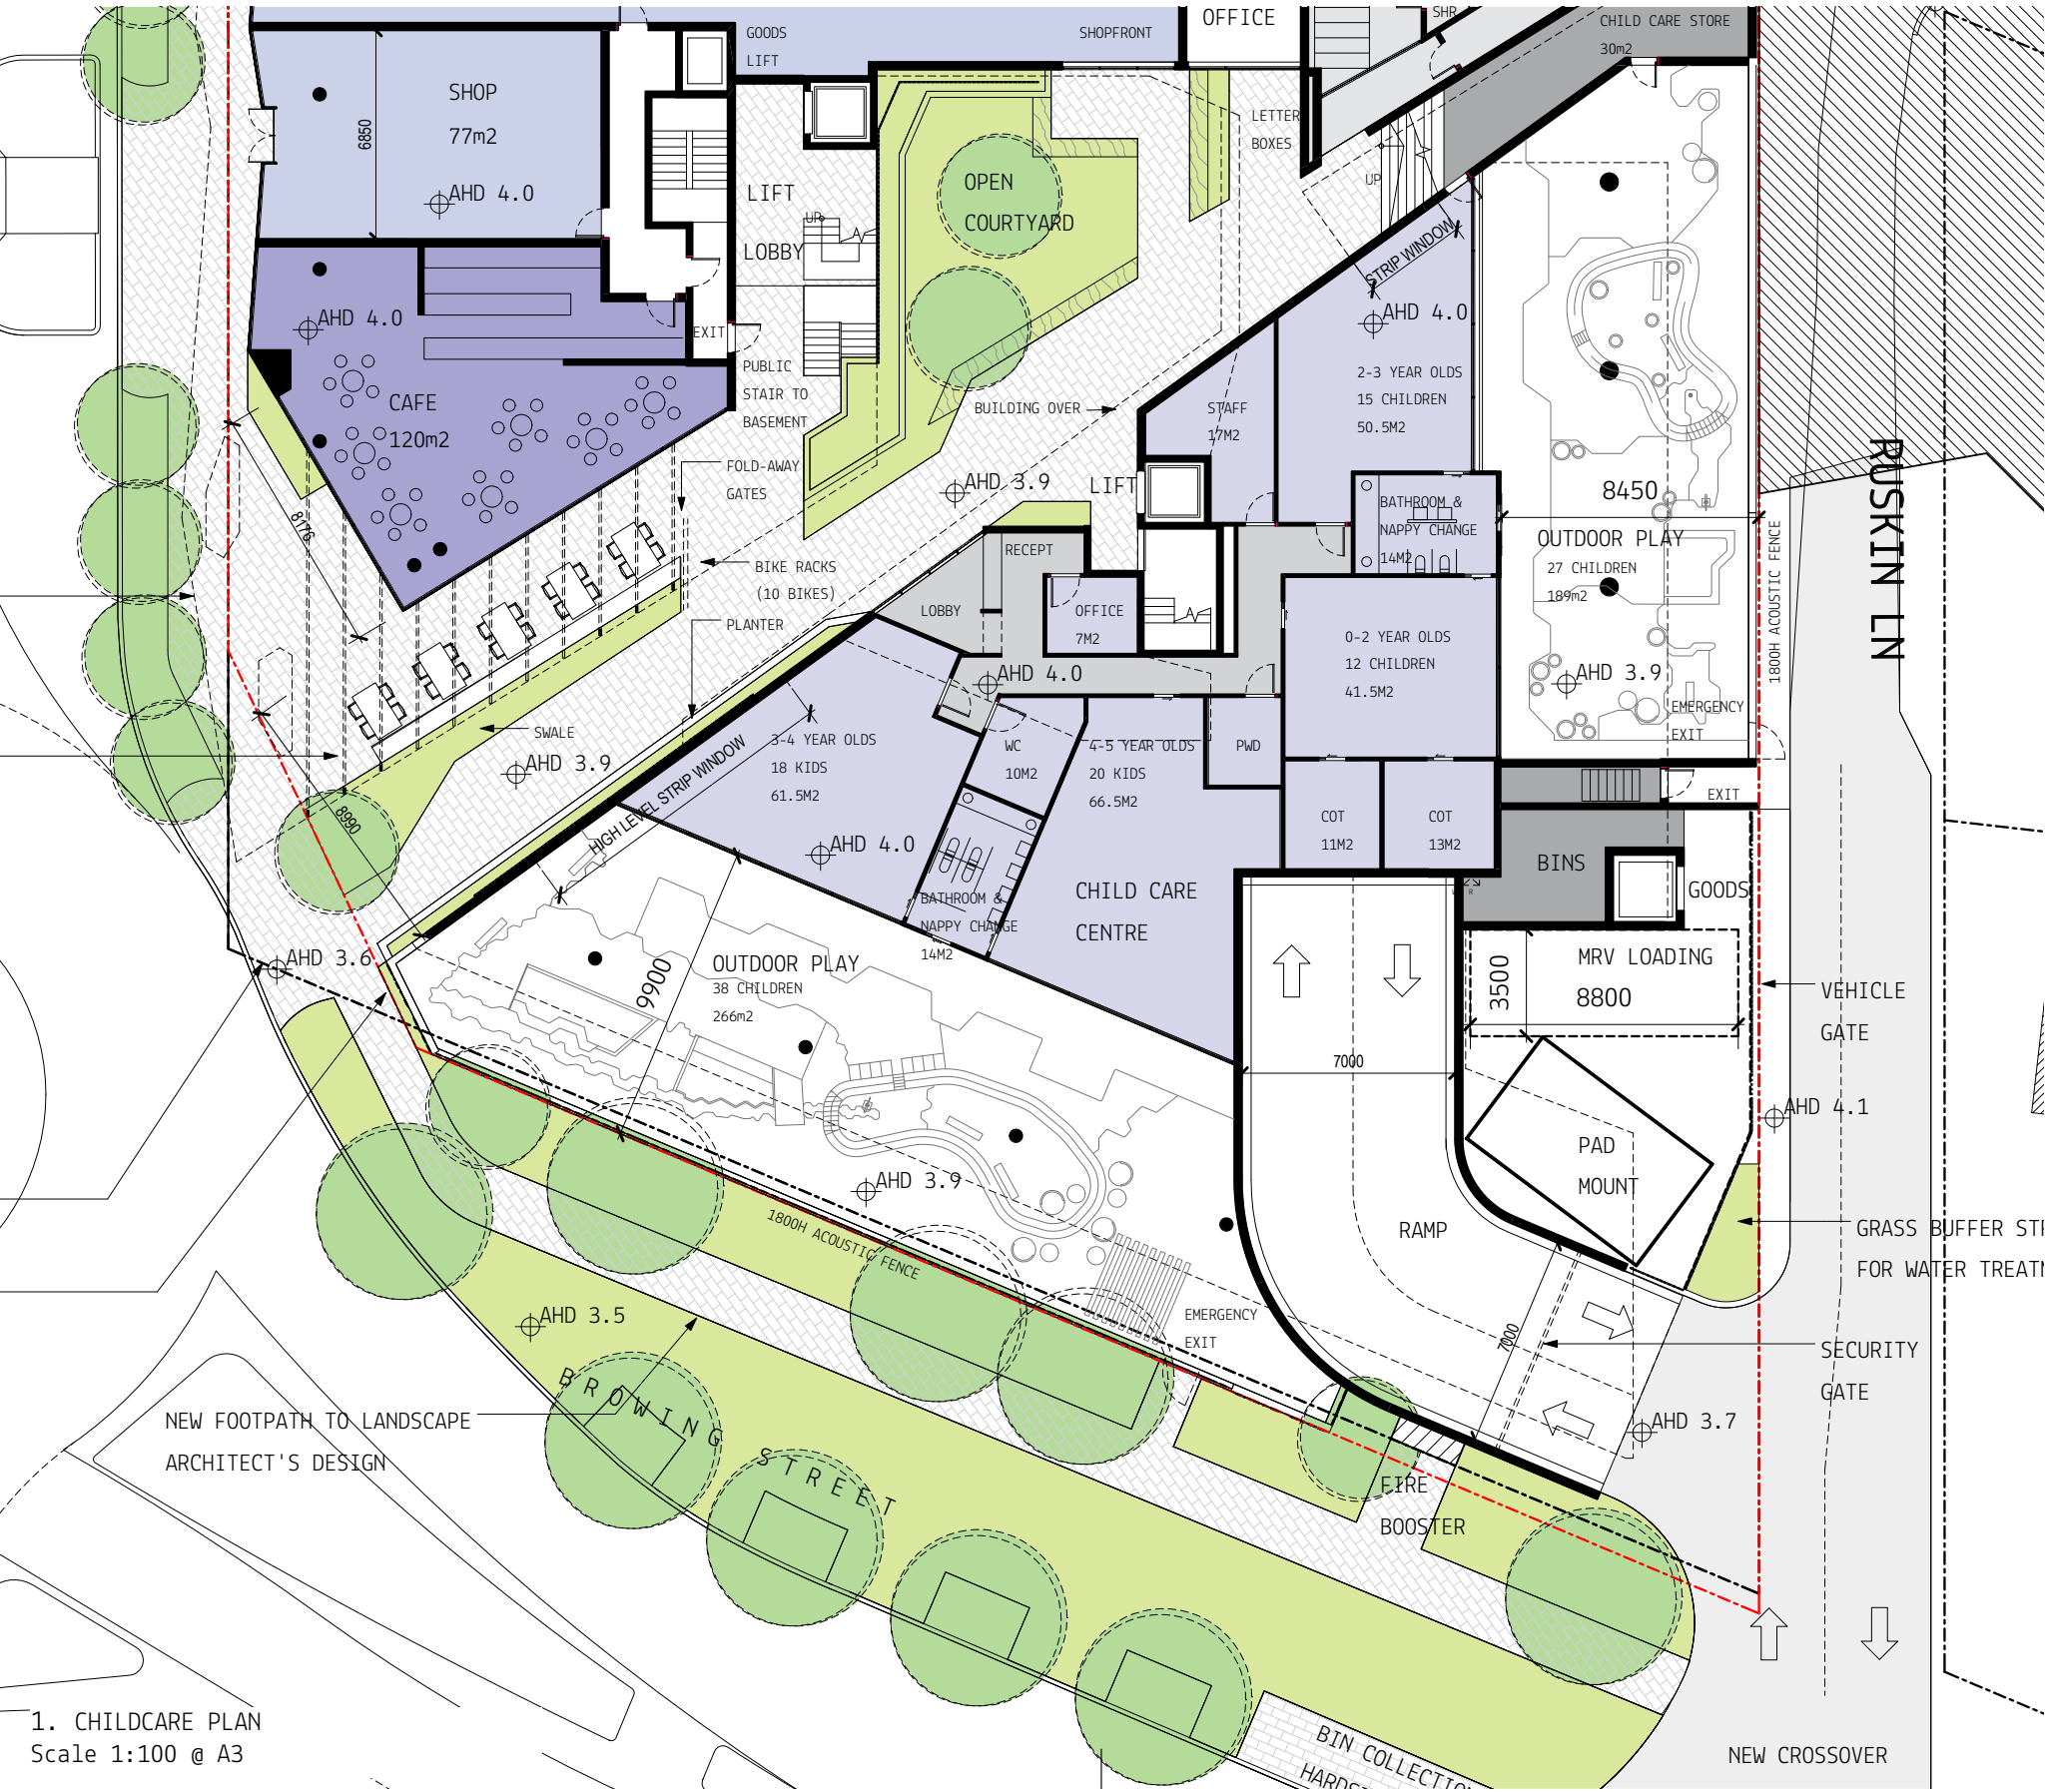 GOODS
LIFT
SHOPFRONT
OFFICE
SHR
CHILD CARE STORE
30m2
SHOP
77m2
6850
AHD 4.0
LIFT
LOBBY
UP
OPEN
COURTYARD
LETTER
BOXES
UP
STRIP WINDOW
AHD 4.0
AHD 4.0
EXIT
CAFE
120m2
PUBLIC
STAIR TO
BASEMENT
BUILDING OVER
STAFF
17M2
2-3 YEAR OLDS
15 CHILDREN
50.5M2
FOLD-AWAY
GATES
AHD 3.9
LIFT
BATHROOM &
NAPPY CHANGE
14M2
8450
OUTDOOR PLAY
27 CHILDREN
189m2
1800H ACOUSTIC FENCE
RUSKIN LN
8176
BIKE RACKS
(10 BIKES)
PLANTER
RECEPT
LOBBY
OFFICE
7M2
0-2 YEAR OLDS
12 CHILDREN
41.5M2
AHD 4.0
AHD 3.9
EMERGENCY
EXIT
SWALE
AHD 3.9
HIGH LEVEL STRIP WINDOW
3-4 YEAR OLDS
18 KIDS
61.5M2
WC
10M2
4-5 YEAR OLDS
20 KIDS
66.5M2
PWD
8990
COT
11M2
COT
13M2
EXIT
AHD 4.0
BINS
GOODS
BATHROOM &
NAPPY CHANGE
14M2
CHILD CARE
CENTRE
AHD 3.6
9900
OUTDOOR PLAY
38 CHILDREN
266m2
3500
MRV LOADING
8800
VEHICLE
GATE
7000
AHD 4.1
PAD
MOUNT
AHD 3.9
1800H ACOUSTIC FENCE
RAMP
GRASS BUFFER
FOR WATER
EMERGENCY
EXIT
AHD 3.5
7000
SECURITY
GATE
BROWING STREET
NEW FOOTPATH TO LANDSCAPE
ARCHITECT'S DESIGN
AHD 3.7
FIRE
BOOSTER
1. CHILDCARE PLAN
Scale 1:100 @ A3
BIN COLLECTION
NEW CROSSOVER